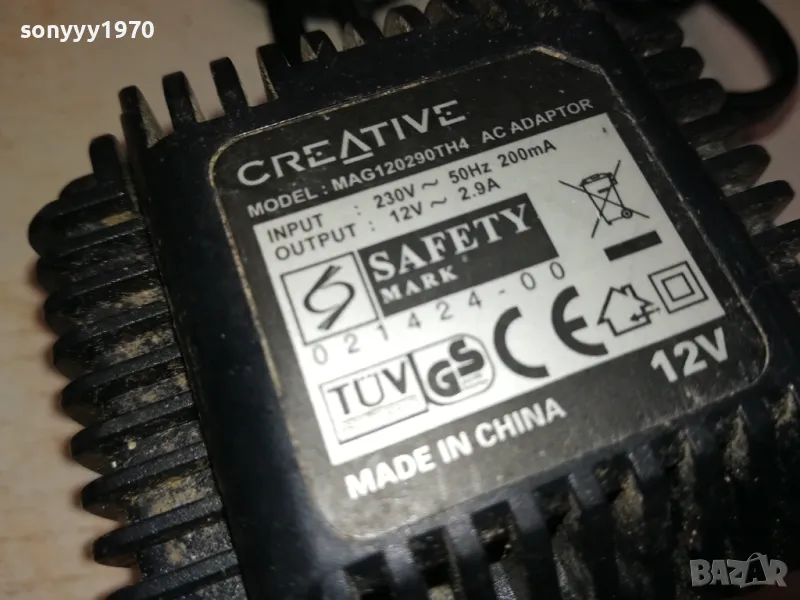 sonyyy1970
CREATIVE
MODEL : MAG120290TH4 AC ADAPTOR
INPUT : 230V ~ 50Hz 200mA
OUTPUT : 12V ~ 2.9A
SAFETY
MARK
021424-00
TÜV GS CE
12V
MADE IN CHINA
BAZAR